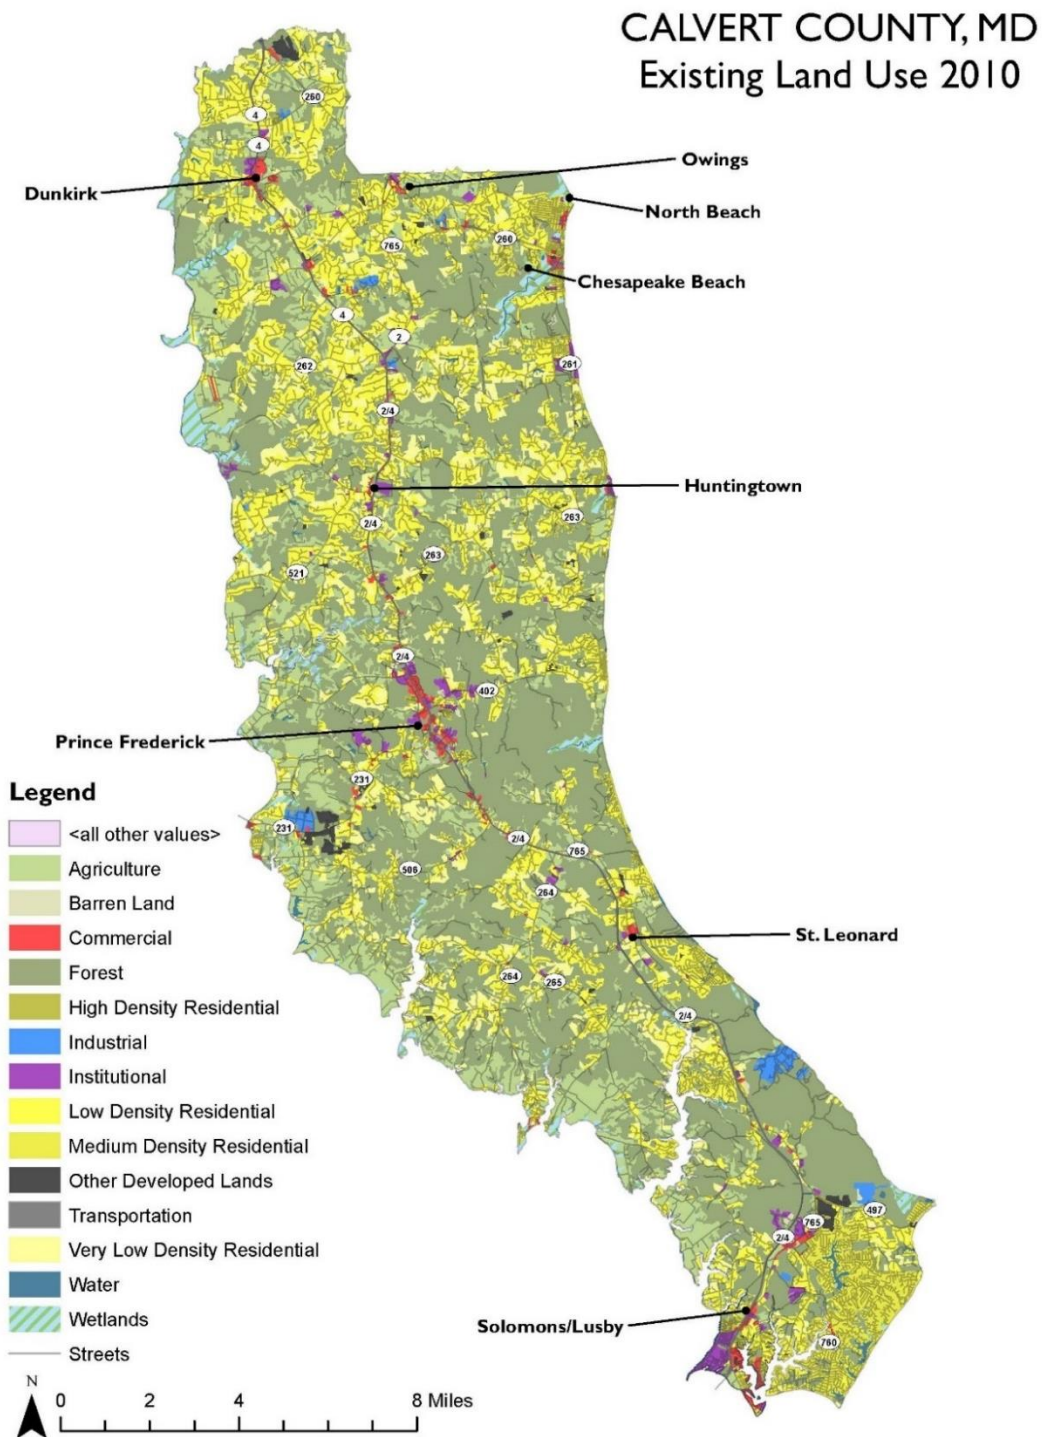 CALVERT COUNTY, MD
Existing Land Use 2010
260
4
4
Owings
Dunkirk
North Beach
765
260
Chesapeake Beach
4
2
262
261
2/4
Huntingtown
2/4
263
263
521
2/4
402
Prince Frederick
231
231
2/4
765
506
264
St. Leonard
264
265
2/4
497
765
2/4
Solomons/Lusby
760
Legend
<all other values>
Agriculture
Barren Land
Commercial
Forest
High Density Residential
Industrial
Institutional
Low Density Residential
Medium Density Residential
Other Developed Lands
Transportation
Very Low Density Residential
Water
Wetlands
Streets
N
0 2 4 8 Miles